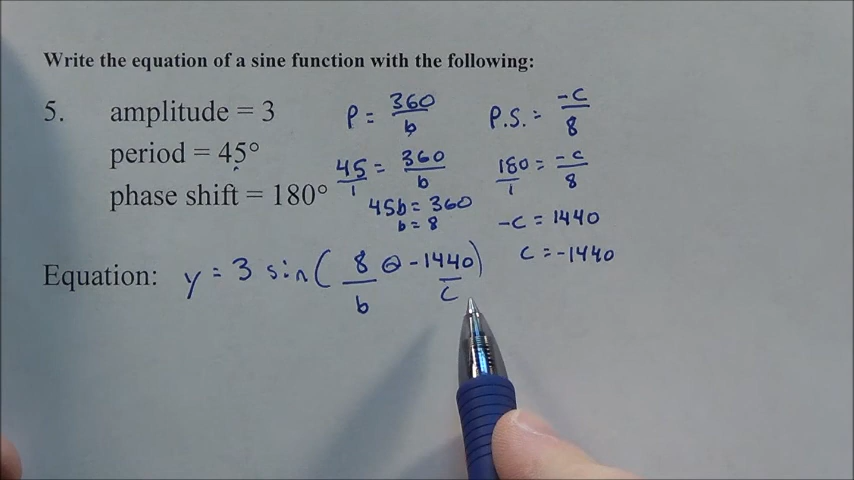 Write the equation of a sine function with the following:
5. amplitude = 3
period = 45°
phase shift = 180°
P = 360/b
45/1 = 360/b
45b = 360
b = 8
P.S. = -c/8
180/1 = -c/8
-c = 1440
c = -1440
Equation: y = 3 sin( 8 θ - 1440)
b c